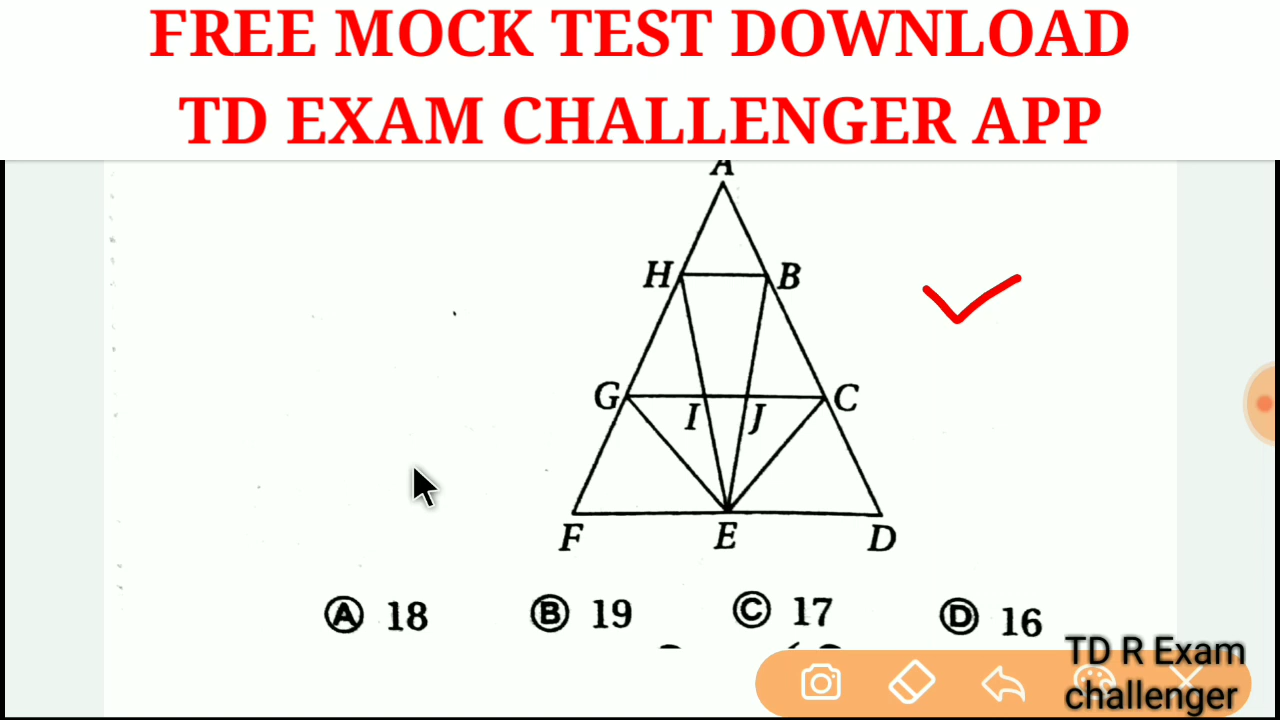 FREE MOCK TEST DOWNLOAD
TD EXAM CHALLENGER APP
A
H
B
G
I
J
C
F
E
D
Ⓐ 18 Ⓑ 19 Ⓒ 17 Ⓓ 16
TD R Exam
challenger